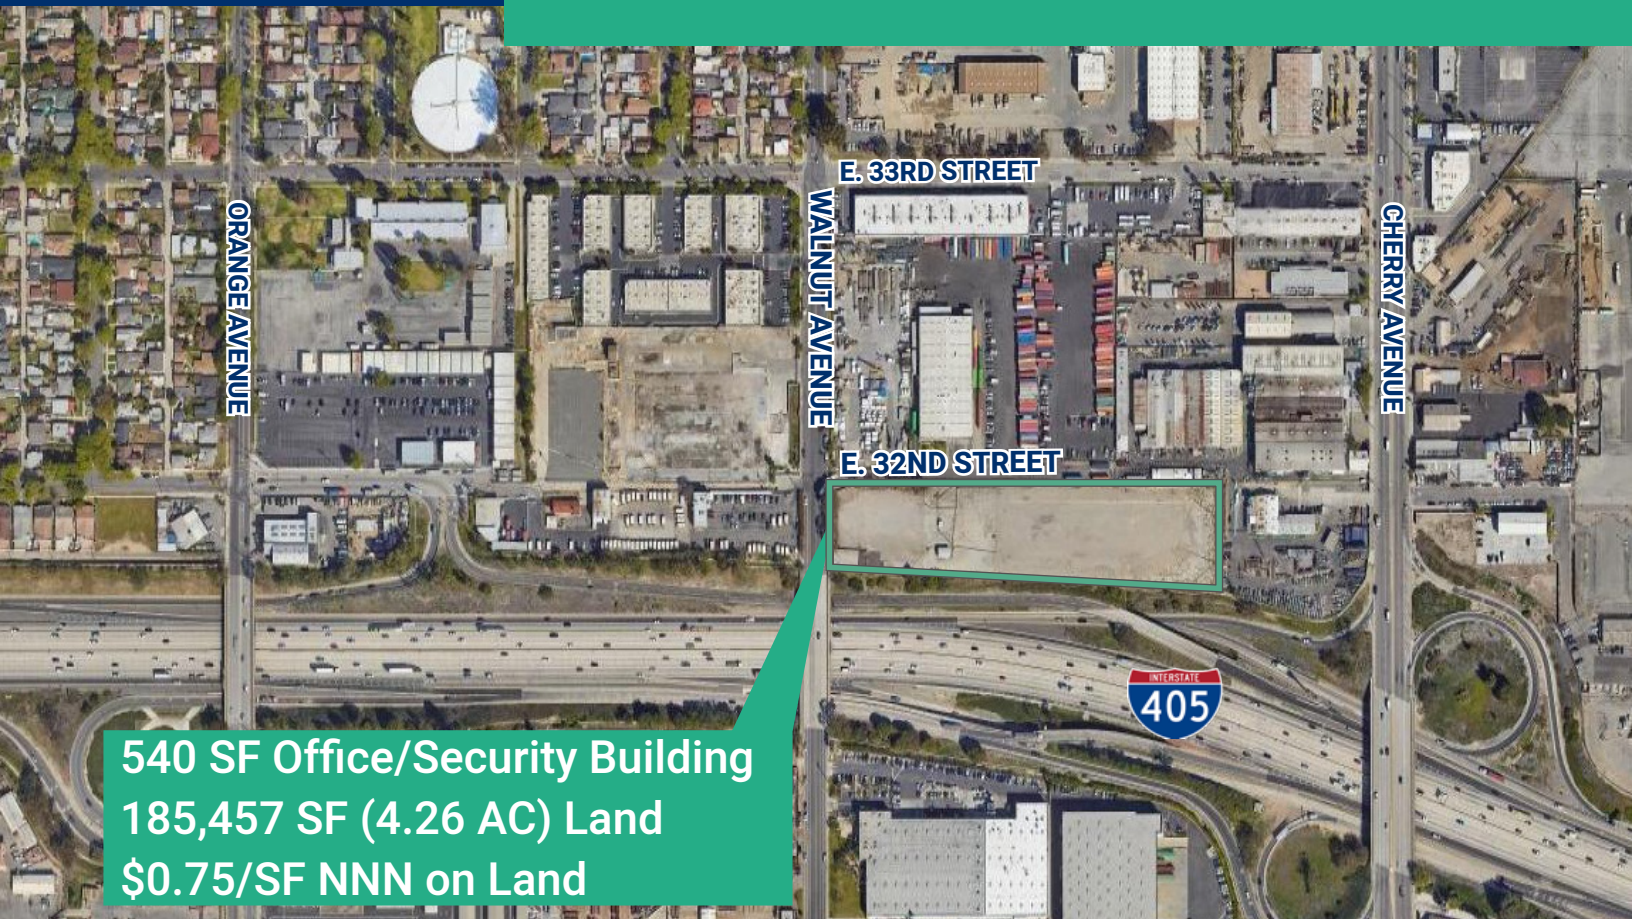 E. 33RD STREET
ORANGE AVENUE
WALNUT AVENUE
CHERRY AVENUE
E. 32ND STREET
INTERSTATE
405
540 SF Office/Security Building
185,457 SF (4.26 AC) Land
$0.75/SF NNN on Land